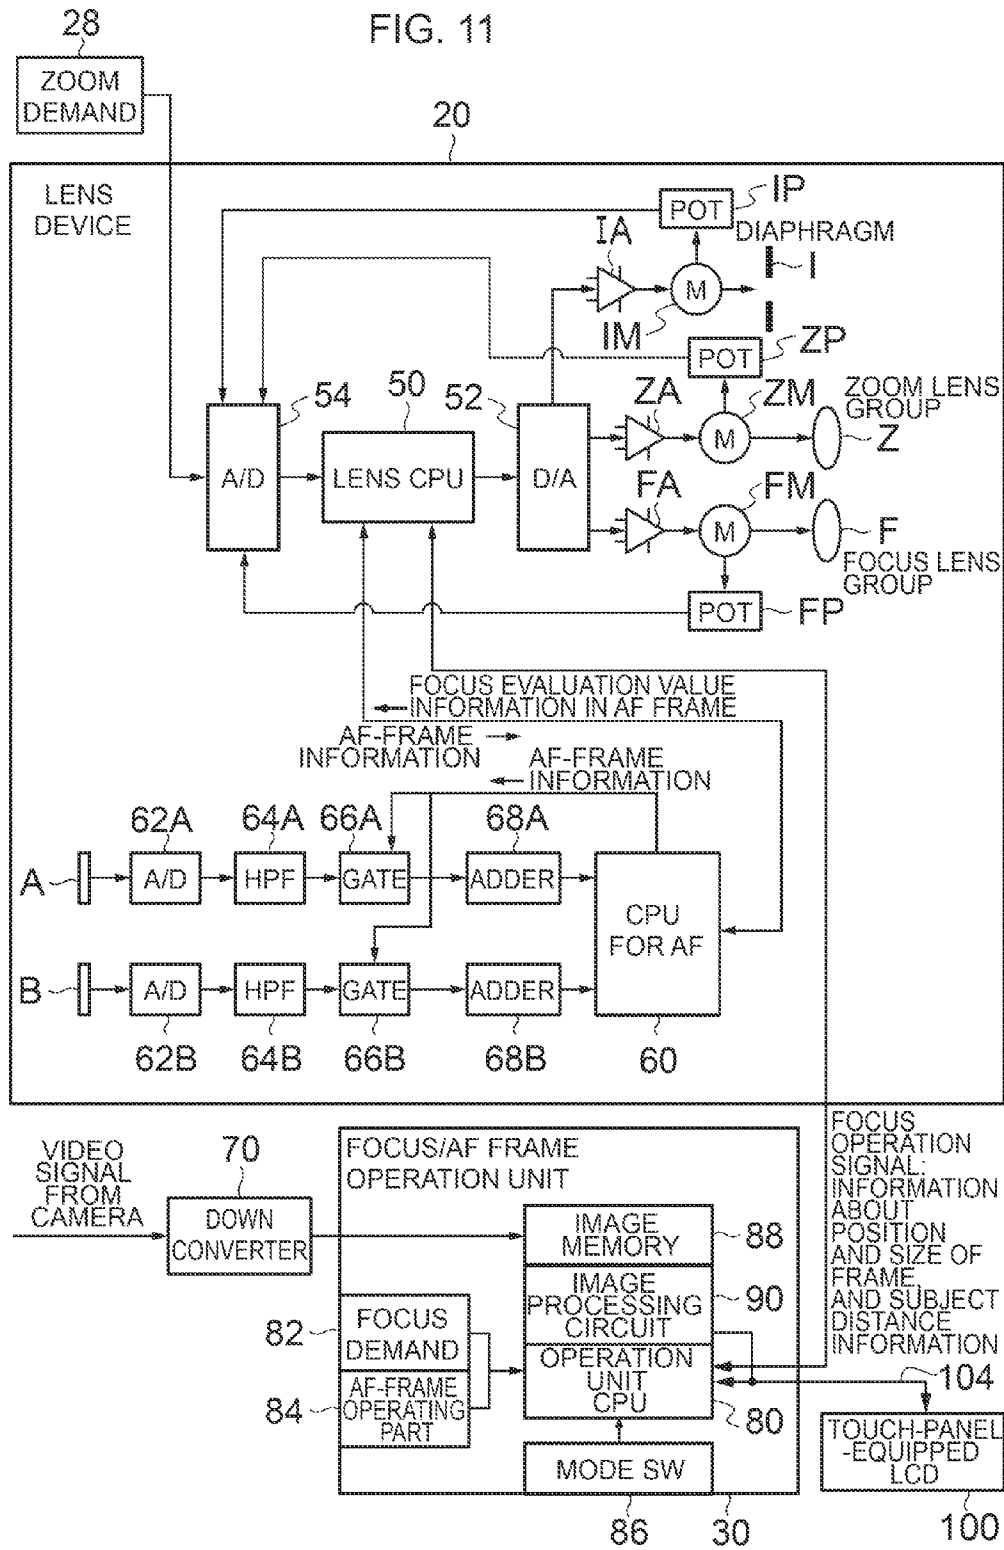 FIG. 11
28
ZOOM
DEMAND
20
LENS
DEVICE
POT
IP
DIAPHRAGM
IA
M
I
IM
POT
ZP
54
50
52
ZA
ZM
ZOOM LENS
GROUP
M
Z
A/D
LENS CPU
D/A
FA
FM
M
F
FOCUS LENS
GROUP
POT
FP
FOCUS EVALUATION VALUE
INFORMATION IN AF FRAME
AF-FRAME
INFORMATION
AF-FRAME
INFORMATION
62A
64A
66A
68A
A
A/D
HPF
GATE
ADDER
CPU
FOR AF
B
A/D
HPF
GATE
ADDER
62B
64B
66B
68B
60
VIDEO
SIGNAL
FROM
CAMERA
70
DOWN
CONVERTER
FOCUS/AF FRAME
OPERATION UNIT
IMAGE
MEMORY
88
IMAGE
PROCESSING
CIRCUIT
90
82
FOCUS
DEMAND
84
AF-FRAME
OPERATING
PART
OPERATION
UNIT
CPU
80
MODE SW
86
30
FOCUS
OPERATION
SIGNAL:
INFORMATION
ABOUT
POSITION
AND SIZE OF
FRAME,
AND SUBJECT
DISTANCE
INFORMATION
104
TOUCH-PANEL
-EQUIPPED
LCD
100